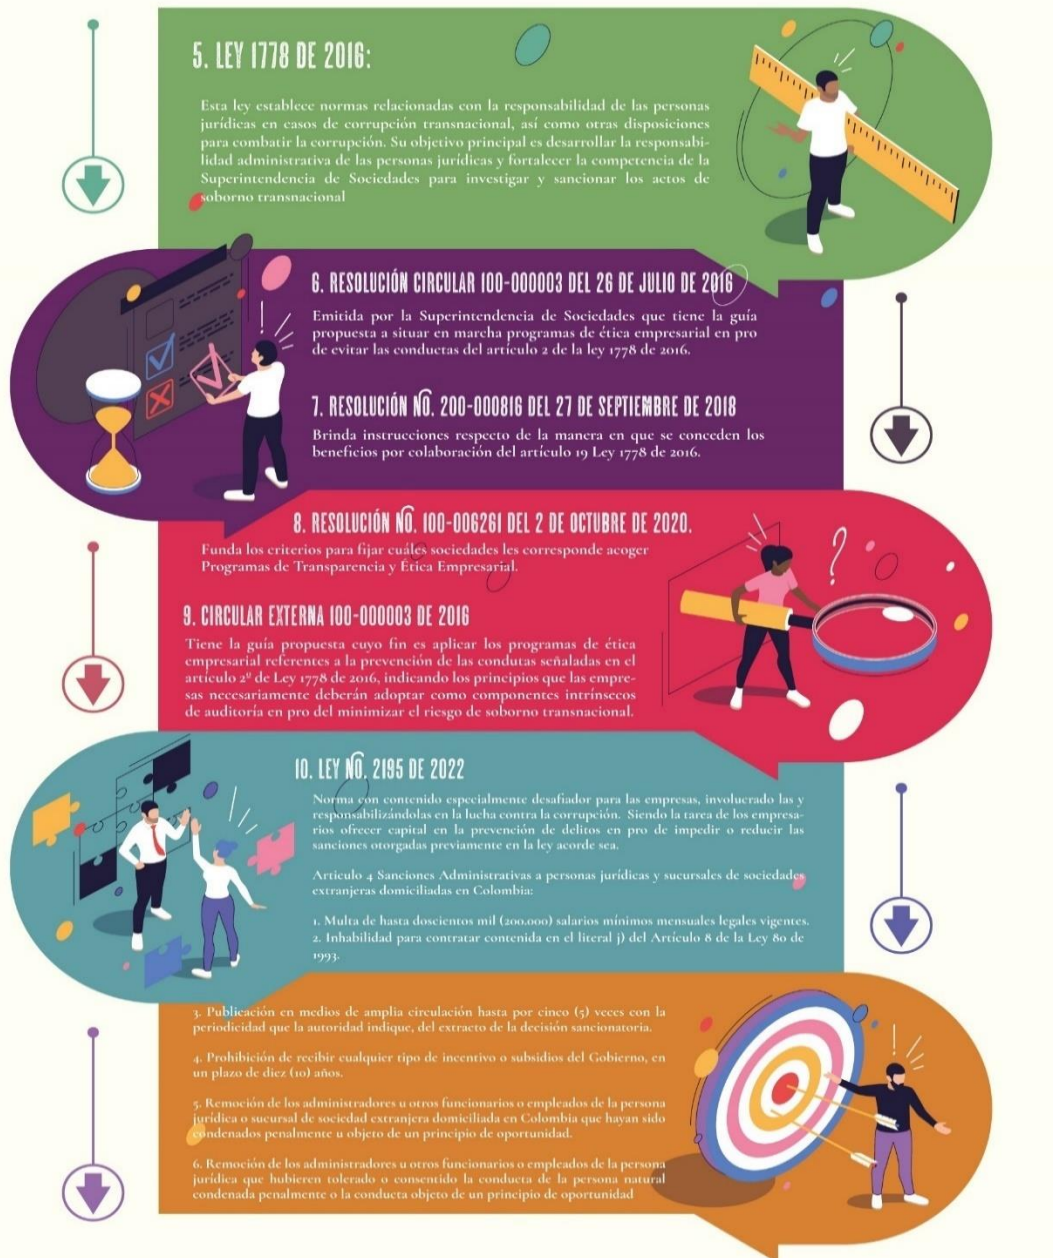 5. LEY 1778 DE 2016:
Esta ley establece normas relacionadas con la responsabilidad de las personas
jurídicas en casos de corrupción transnacional, así como otras disposiciones
para combatir la corrupción. Su objetivo principal es desarrollar la responsabi-
lidad administrativa de las personas jurídicas y fortalecer la competencia de la
Superintendencia de Sociedades para investigar y sancionar los actos de
soborno transnacional
6. RESOLUCIÓN CIRCULAR 100-000003 DEL 26 DE JULIO DE 2016
Emitida por la Superintendencia de Sociedades que tiene la guía
propuesta a situar en marcha programas de ética empresarial en pro
de evitar las conductas del artículo 2 de la ley 1778 de 2016.
7. RESOLUCIÓN NO. 200-000816 DEL 27 DE SEPTIEMBRE DE 2018
Brinda instrucciones respecto de la manera en que se conceden los
beneficios por colaboración del artículo 19 Ley 1778 de 2016.
8. RESOLUCIÓN NO. 100-006261 DEL 2 DE OCTUBRE DE 2020.
Funda los criterios para fijar cuáles sociedades les corresponde acoger
Programas de Transparencia y Ética Empresarial.
9. CIRCULAR EXTERNA 100-000003 DE 2016
Tiene la guía propuesta cuyo fin es aplicar los programas de ética
empresarial referentes a la prevención de las condutas señaladas en el
artículo 2º de Ley 1778 de 2016, indicando los principios que las empre-
sas necesariamente deberán adoptar como componentes intrínsecos
de auditoría en pro del minimizar el riesgo de soborno transnacional.
10. LEY NO. 2195 DE 2022
Norma con contenido especialmente desafiador para las empresas, involucrado las y
responsabilizándolas en la lucha contra la corrupción. Siendo la tarea de los empresa-
rios ofrecer capital en la prevención de delitos en pro de impedir o reducir las
sanciones otorgadas previamente en la ley acorde sea.
Articulo 4 Sanciones Administrativas a personas jurídicas y sucursales de sociedades
extranjeras domiciliadas en Colombia:
1. Multa de hasta doscientos mil (200.000) salarios mínimos mensuales legales vigentes.
2. Inhabilidad para contratar contenida en el literal j) del Artículo 8 de la Ley 80 de
1993.
3. Publicación en medios de amplia circulación hasta por cinco (5) veces con la
periodicidad que la autoridad indique, del extracto de la decisión sancionatoria.
4. Prohibición de recibir cualquier tipo de incentivo o subsidios del Gobierno, en
un plazo de diez (10) años.
5. Remoción de los administradores u otros funcionarios o empleados de la persona
jurídica o sucursal de sociedad extranjera domiciliada en Colombia que hayan sido
condenados penalmente u objeto de un principio de oportunidad.
6. Remoción de los administradores u otros funcionarios o empleados de la persona
jurídica que hubieren tolerado o consentido la conducta de la persona natural
condenada penalmente o la conducta objeto de un principio de oportunidad